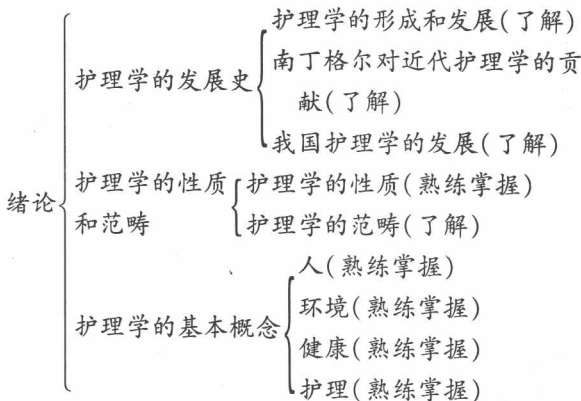 绪论
护理学的发展史
护理学的形成和发展(了解)
南丁格尔对近代护理学的贡
献(了解)
我国护理学的发展(了解)
护理学的性质
和范畴
护理学的性质(熟练掌握)
护理学的范畴(了解)
护理学的基本概念
人(熟练掌握)
环境(熟练掌握)
健康(熟练掌握)
护理(熟练掌握)